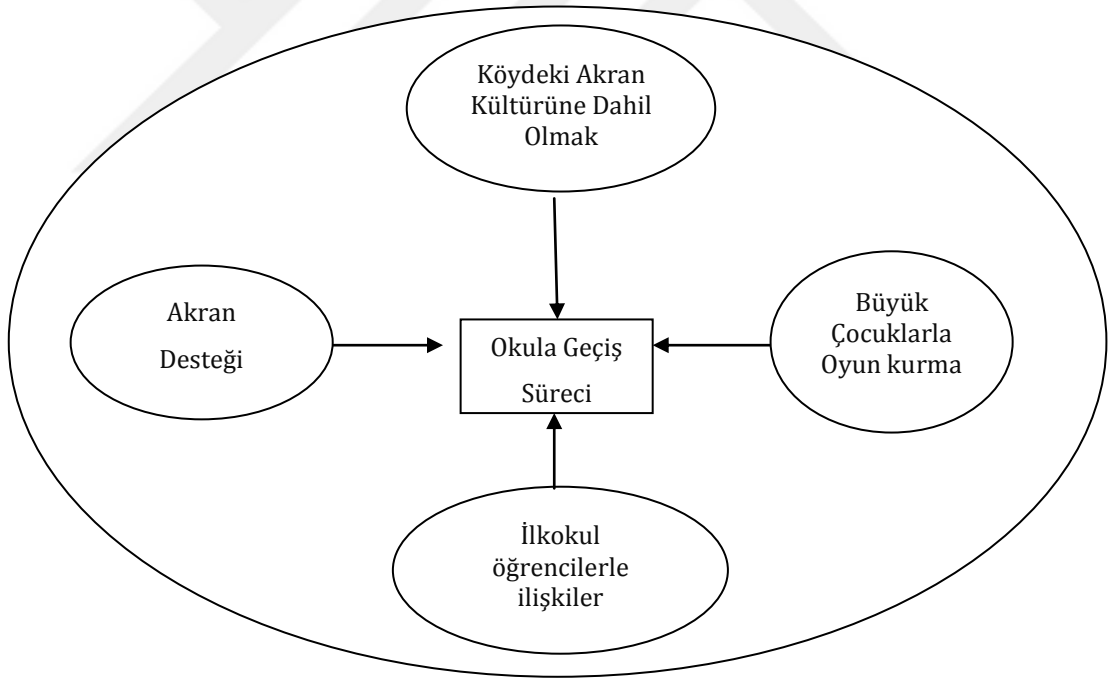 Köydeki Akran
Kültürüne Dahil
Olmak
Akran
Desteği
Okula Geçiş
Süreci
Büyük
Çocuklarla
Oyun kurma
İlkokul
öğrencilerle
ilişkiler